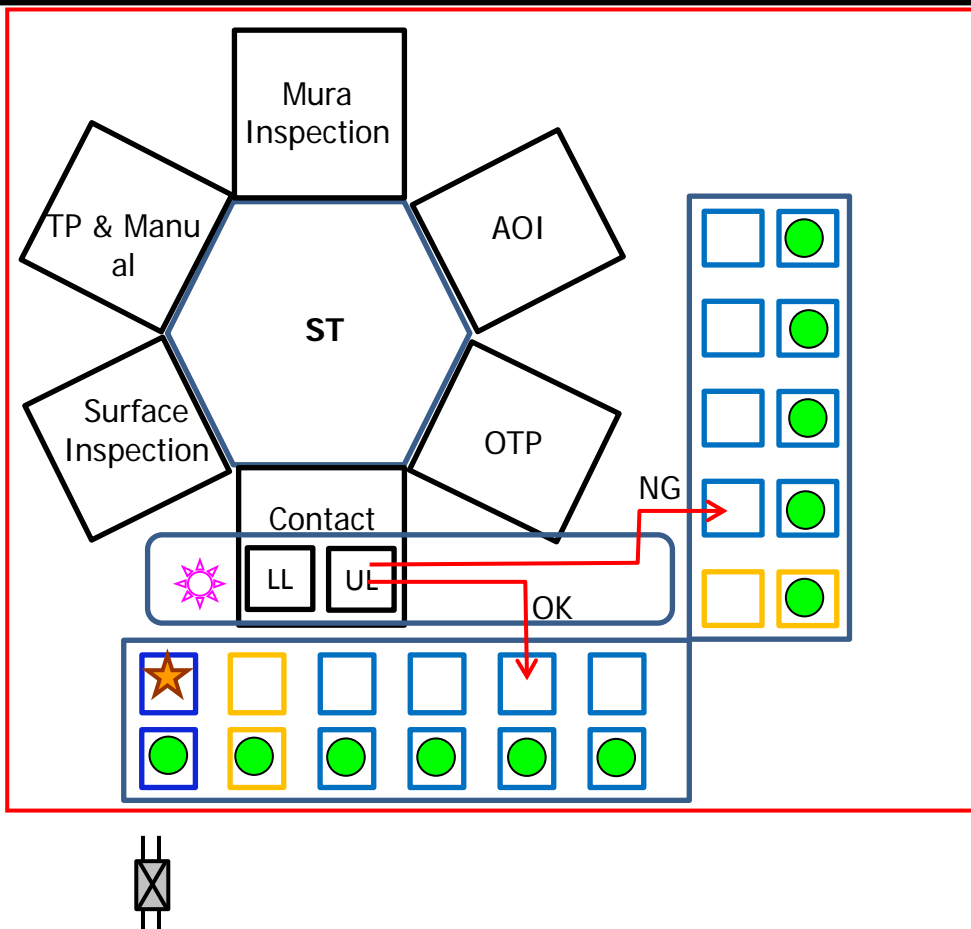 Mura
Inspection
TP & Manu
al
AOI
ST
Surface
Inspection
OTP
NG
Contact
LL
UL
OK